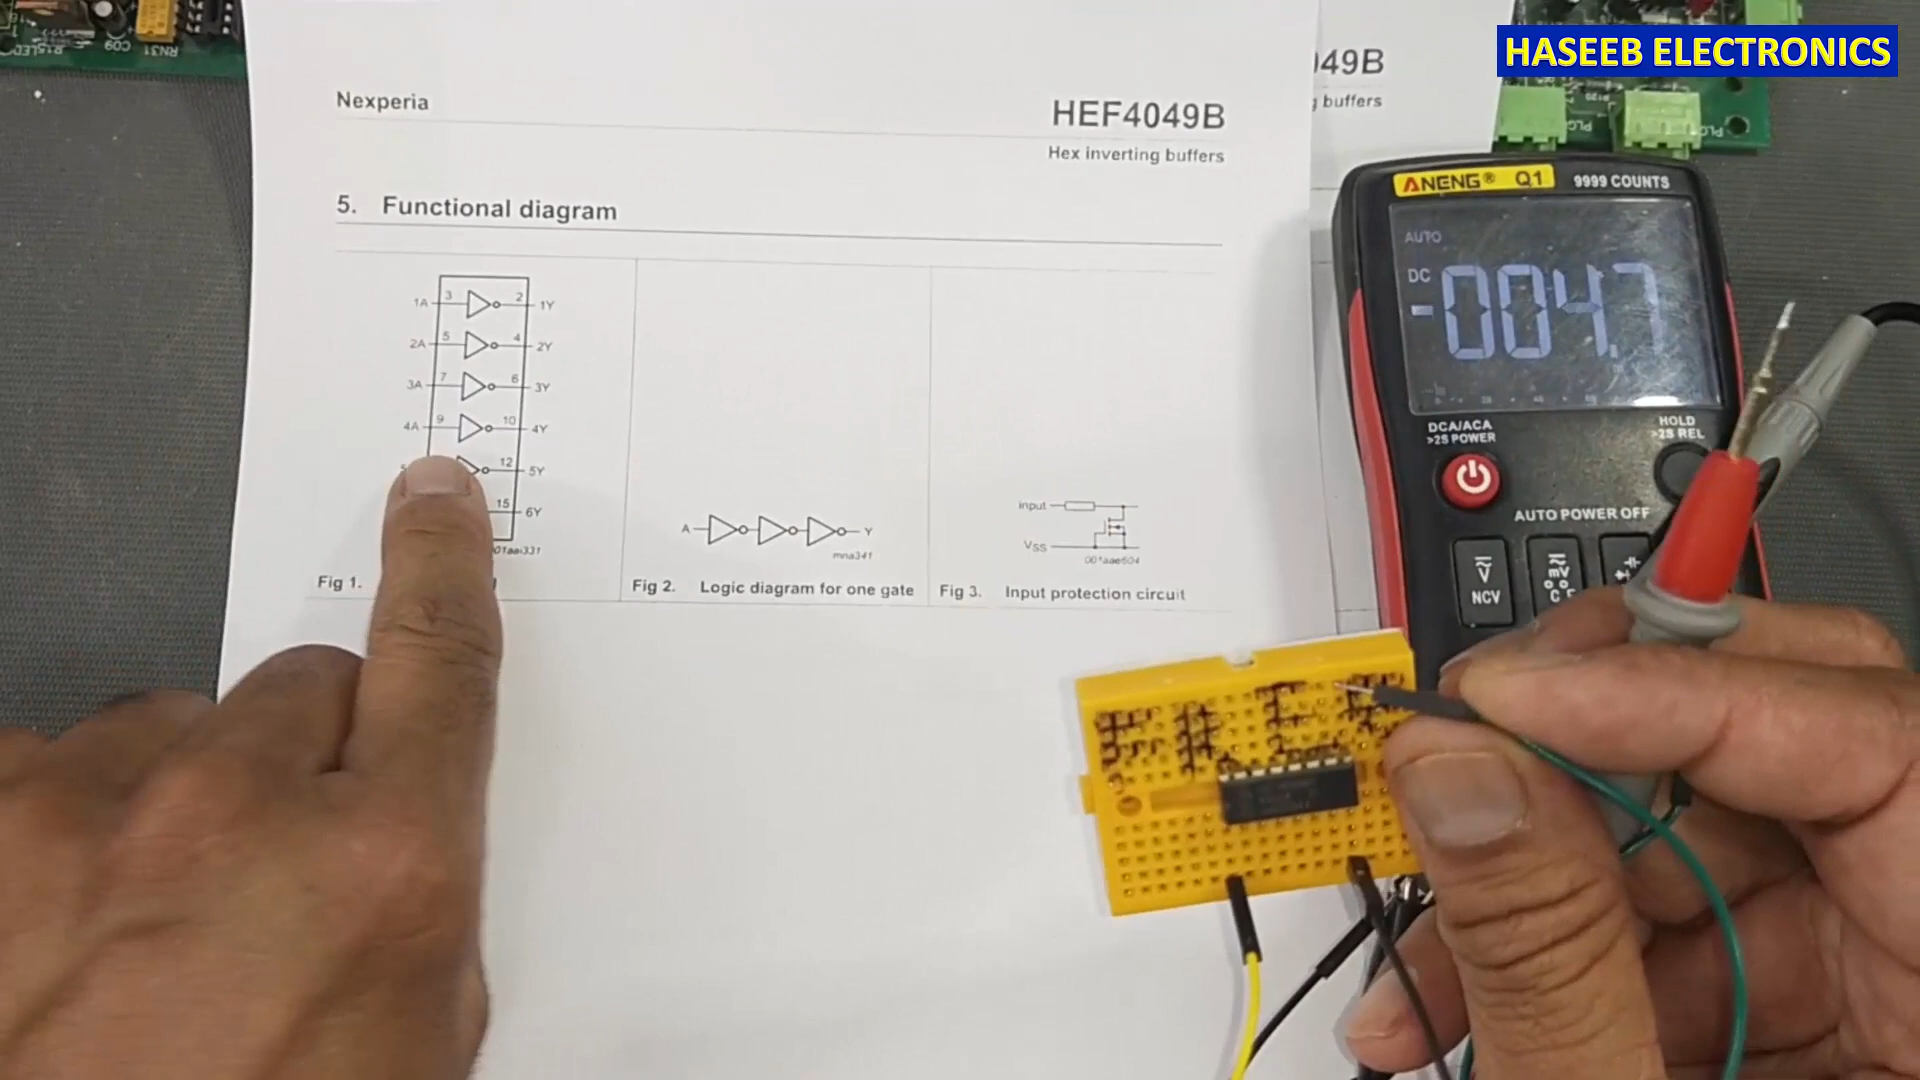 HASEEB ELECTRONICS
Nexperia
HEF4049B
Hex inverting buffers
49B
buffers
5. Functional diagram
1A 3 2 1Y
2A 5 4 2Y
3A 7 6 3Y
4A 9 10 4Y
12 5Y
15 6Y
Fig 1.
A Y
mna341
Fig 2. Logic diagram for one gate
input
VSS
001aae604
Fig 3. Input protection circuit
ANENG® Q1 9999 COUNTS
AUTO
DC
-004.7
DCA/ACA
>2S POWER
HOLD
>2S REL
AUTO POWER OFF
V
NCV
mV
RN31
C09